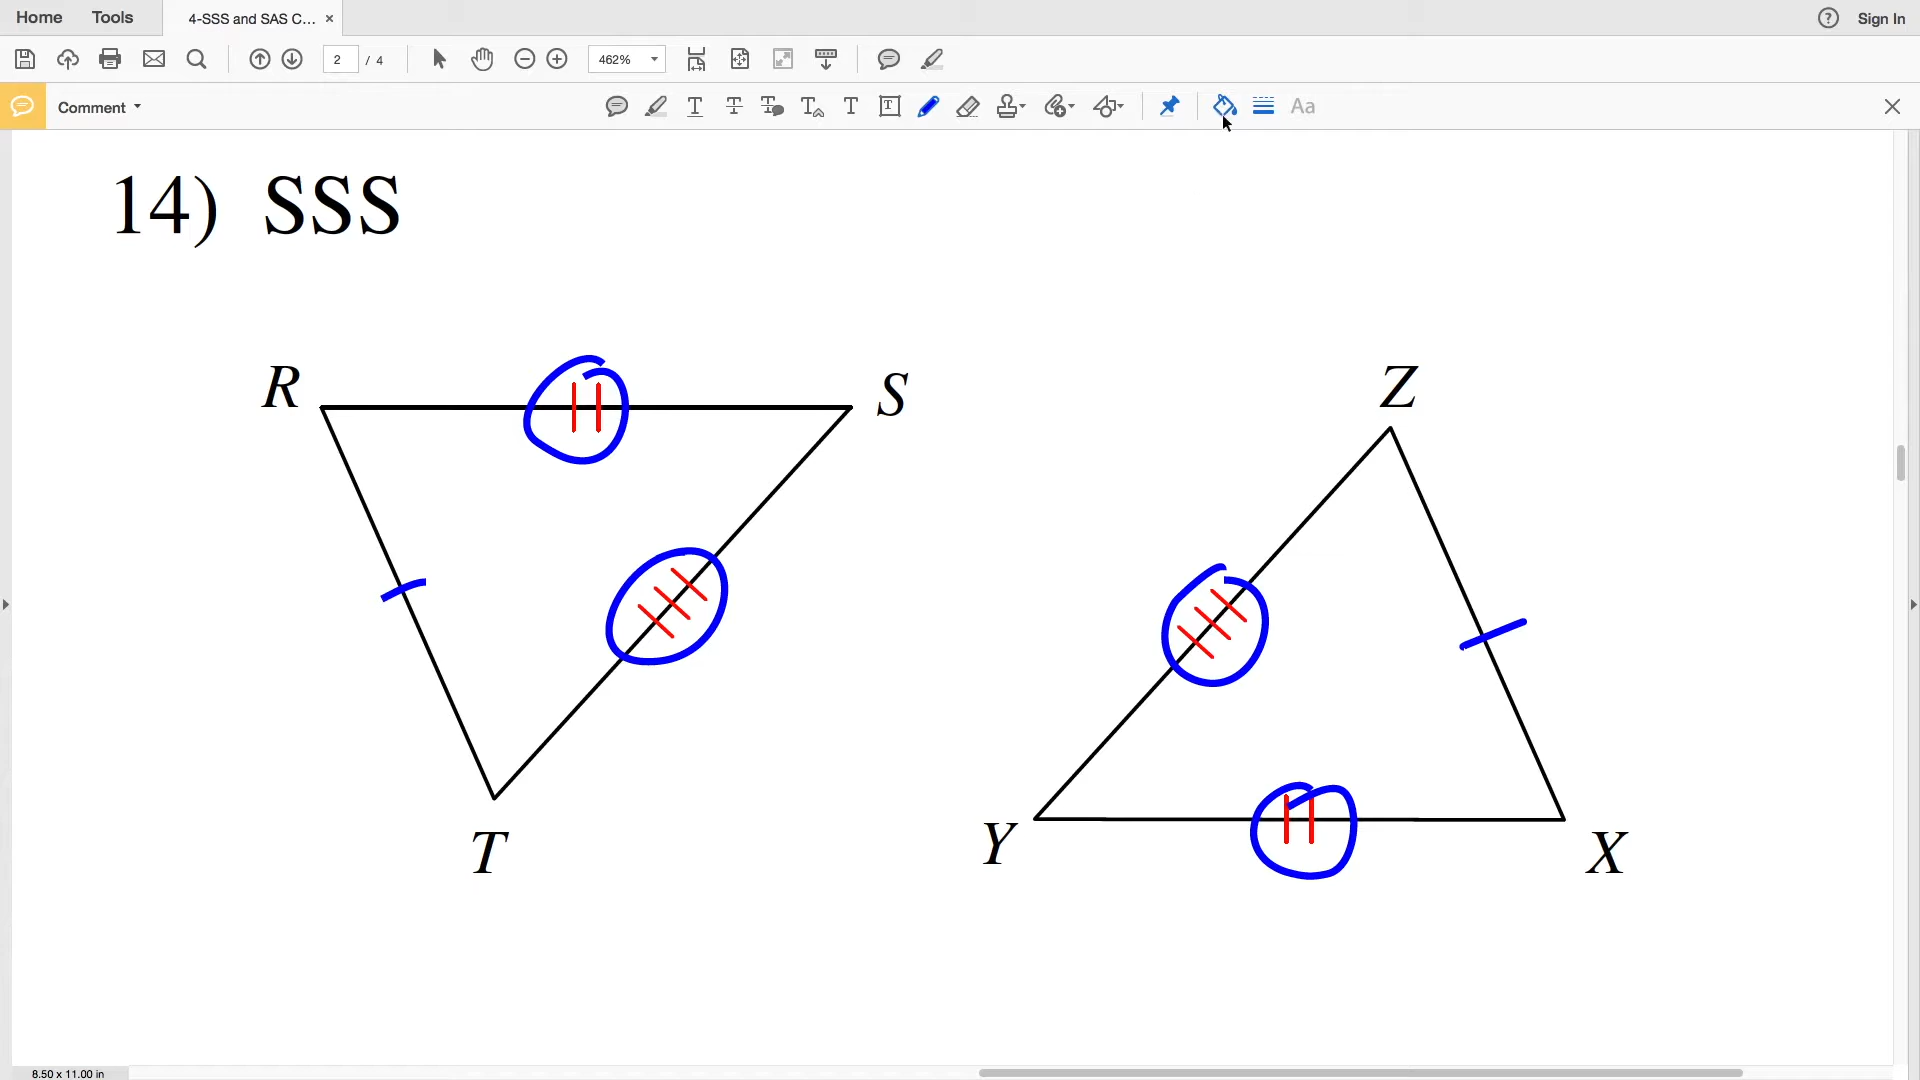 Home Tools 4-SSS and SAS C... × ? Sign In
2 / 4 462%
Comment T T T T T T Aa
14) SSS
R S Z
T Y X
8.50 x 11.00 in